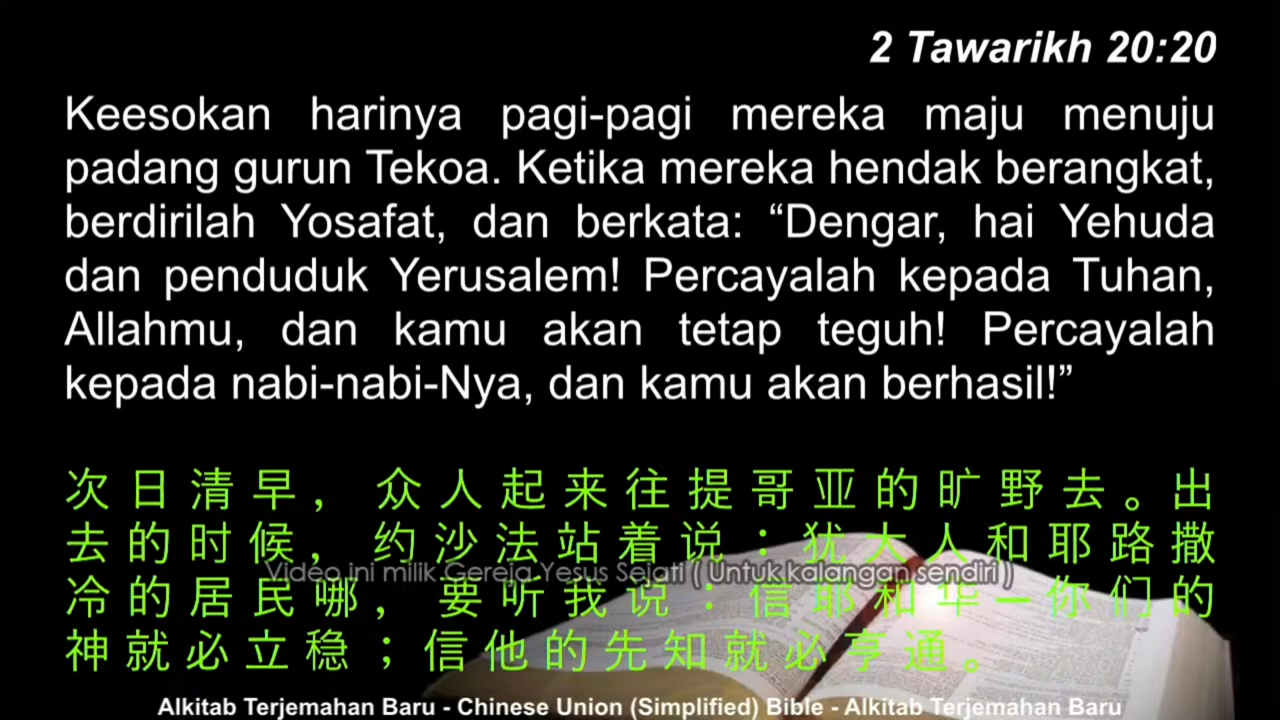 2 Tawarikh 20:20
Keesokan harinya pagi-pagi mereka maju menuju
padang gurun Tekoa. Ketika mereka hendak berangkat,
berdirilah Yosafat, dan berkata: “Dengar, hai Yehuda
dan penduduk Yerusalem! Percayalah kepada Tuhan,
Allahmu, dan kamu akan tetap teguh! Percayalah
kepada nabi-nabi-Nya, dan kamu akan berhasil!”
次日清早，众人起来往提哥亚的旷野去。出
去的时候，约沙法站着说：犹大人和耶路撒
Video ini milik Gereja Yesus Sejati ( Untuk kalangan sendiri )
冷的居民哪，要听我说：信耶和华─你们的
神就必立稳；信他的先知就必亨通。
Alkitab Terjemahan Baru - Chinese Union (Simplified) Bible - Alkitab Terjemahan Baru